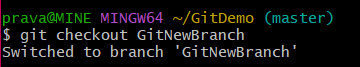 prava@MINE MINGW64 ~/GitDemo (master)
$ git checkout GitNewBranch
Switched to branch 'GitNewBranch'